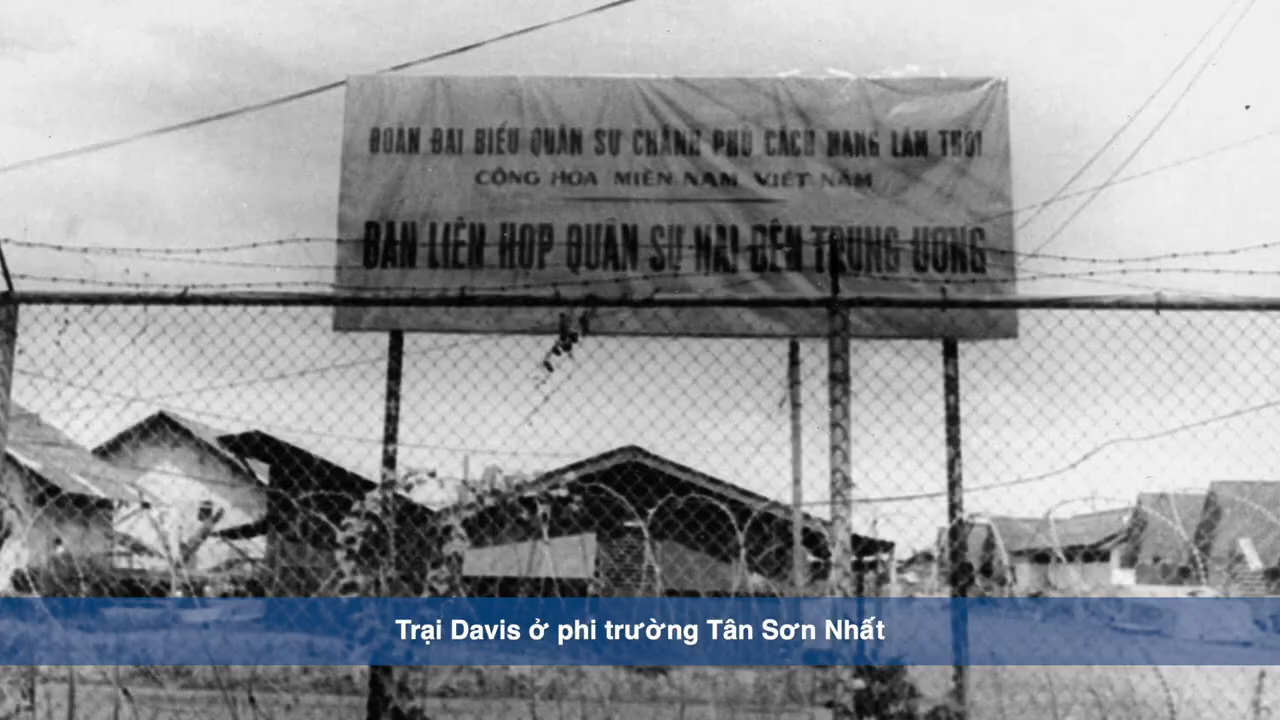 ĐOÀN ĐẠI BIỂU QUÂN SỰ CHÁNH PHỦ CÁCH MẠNG LÂM THỜI
CỘNG HÒA MIỀN NAM VIỆT NAM
BAN LIÊN HỢP QUÂN SỰ HAI BÊN TRUNG ƯƠNG
Trại Davis ở phi trường Tân Sơn Nhất